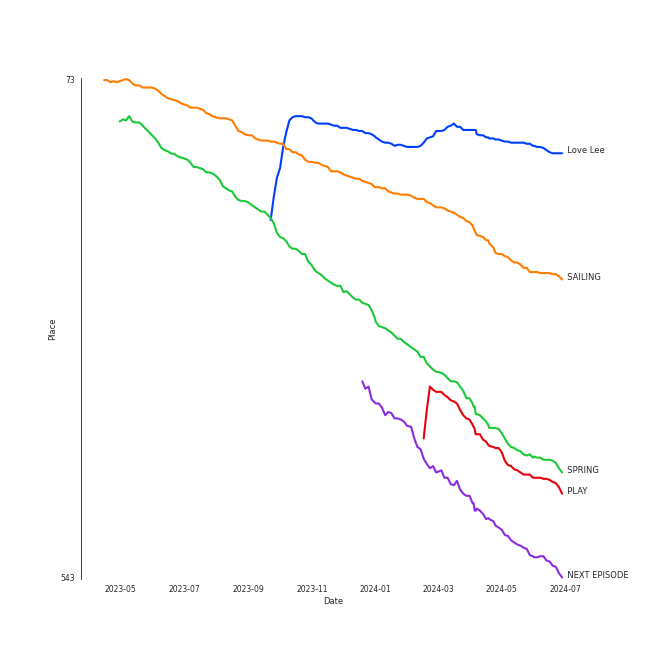 73
Love Lee
SAILING
Place
SPRING
PLAY
NEXT EPISODE
543
2023-05 2023-07 2023-09 2023-11 2024-01 2024-03 2024-05 2024-07
Date